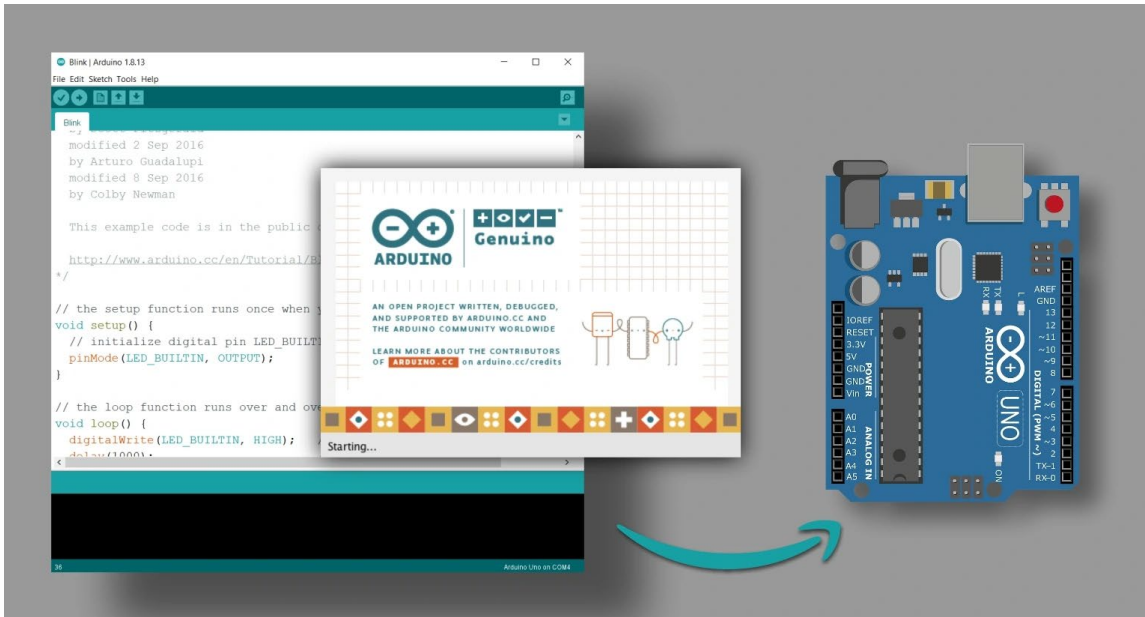 Blink | Arduino 1.8.13
File Edit Sketch Tools Help
Blink
modified 2 Sep 2016
by Arturo Guadalupi
modified 8 Sep 2016
by Colby Newman
This example code is in the public
http://www.arduino.cc/en/Tutorial/Bl
*/
// the setup function runs once when y
void setup() {
// initialize digital pin LED_BUILTI
pinMode(LED_BUILTIN, OUTPUT);
}
// the loop function runs over and ove
void loop() {
digitalWrite(LED_BUILTIN, HIGH); /
delay(1000);
36
Arduino Uno on COM4
ARDUINO
Genuino
AN OPEN PROJECT WRITTEN, DEBUGGED,
AND SUPPORTED BY ARDUINO.CC AND
THE ARDUINO COMMUNITY WORLDWIDE
LEARN MORE ABOUT THE CONTRIBUTORS
OF ARDUINO.CC on arduino.cc/credits
Starting...
RX
TX
L
AREF
GND
13
12
~11
~10
~9
8
7
~6
~5
4
~3
2
TX→1
RX←0
DIGITAL (PWM ~)
ARDUINO
UNO
ON
IOREF
RESET
3.3V
5V
GND
GND
Vin
POWER
A0
A1
A2
A3
A4
A5
ANALOG IN